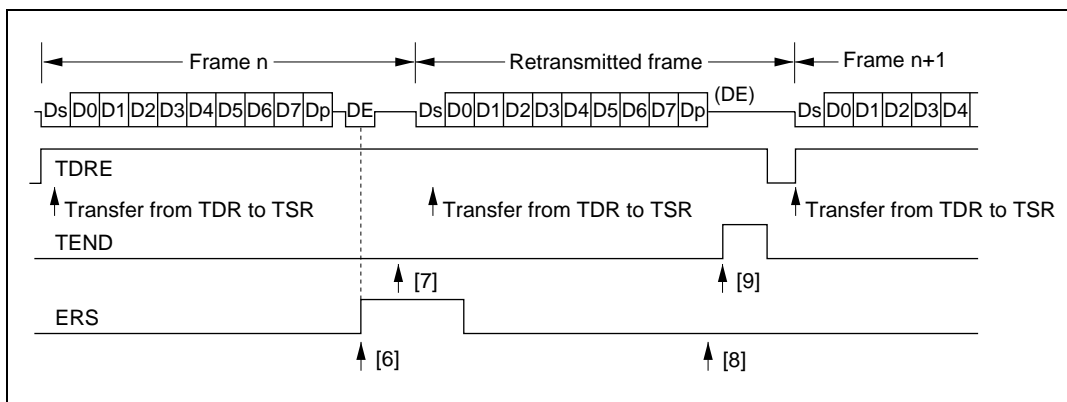 Frame n Retransmitted frame Frame n+1
Ds D0 D1 D2 D3 D4 D5 D6 D7 Dp DE Ds D0 D1 D2 D3 D4 D5 D6 D7 Dp (DE) Ds D0 D1 D2 D3 D4
TDRE
Transfer from TDR to TSR Transfer from TDR to TSR Transfer from TDR to TSR
TEND
[7] [9]
ERS
[6] [8]